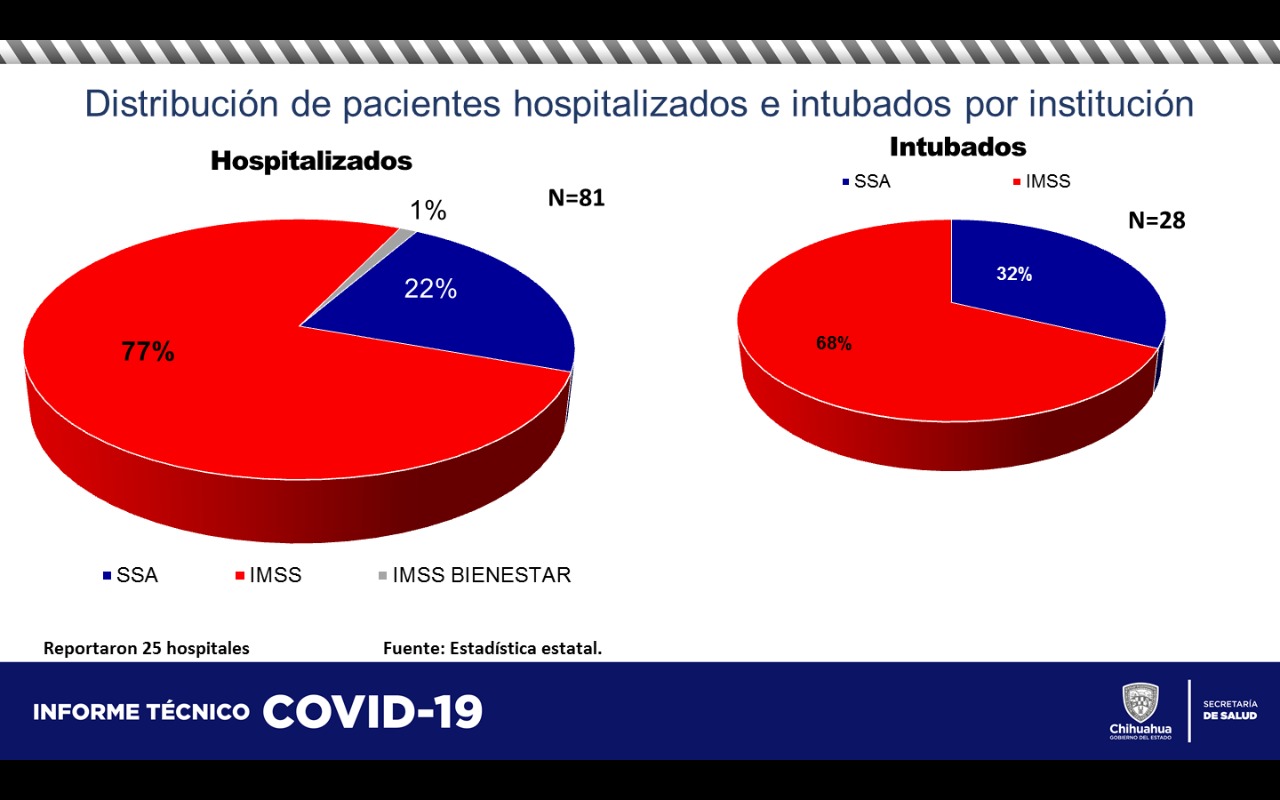 Distribución de pacientes hospitalizados e intubados por institución
Hospitalizados
N=81
1%
22%
77%
SSA
IMSS
IMSS BIENESTAR
Intubados
SSA
IMSS
N=28
32%
68%
Reportaron 25 hospitales
Fuente: Estadística estatal.
INFORME TÉCNICO COVID-19
Chihuahua
GOBIERNO DEL ESTADO
SECRETARÍA
DE SALUD